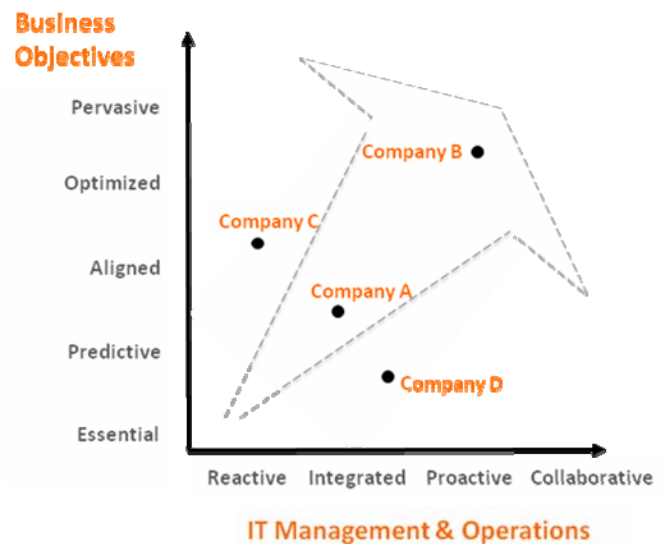 Business
Objectives
Pervasive
Company B
Optimized
Company C
Aligned
Company A
Predictive
Company D
Essential
Reactive Integrated Proactive Collaborative
IT Management & Operations